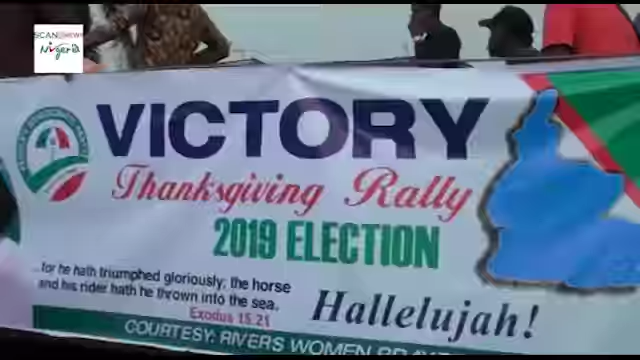 SCAN NEWS
Nigeria
VICTORY
Thanksgiving Rally
2019 ELECTION
..for he hath triumphed gloriously; the horse
and his rider hath he thrown into the sea.
Exodus 15.21
Hallelujah!
COURTESY: RIVERS WOMEN